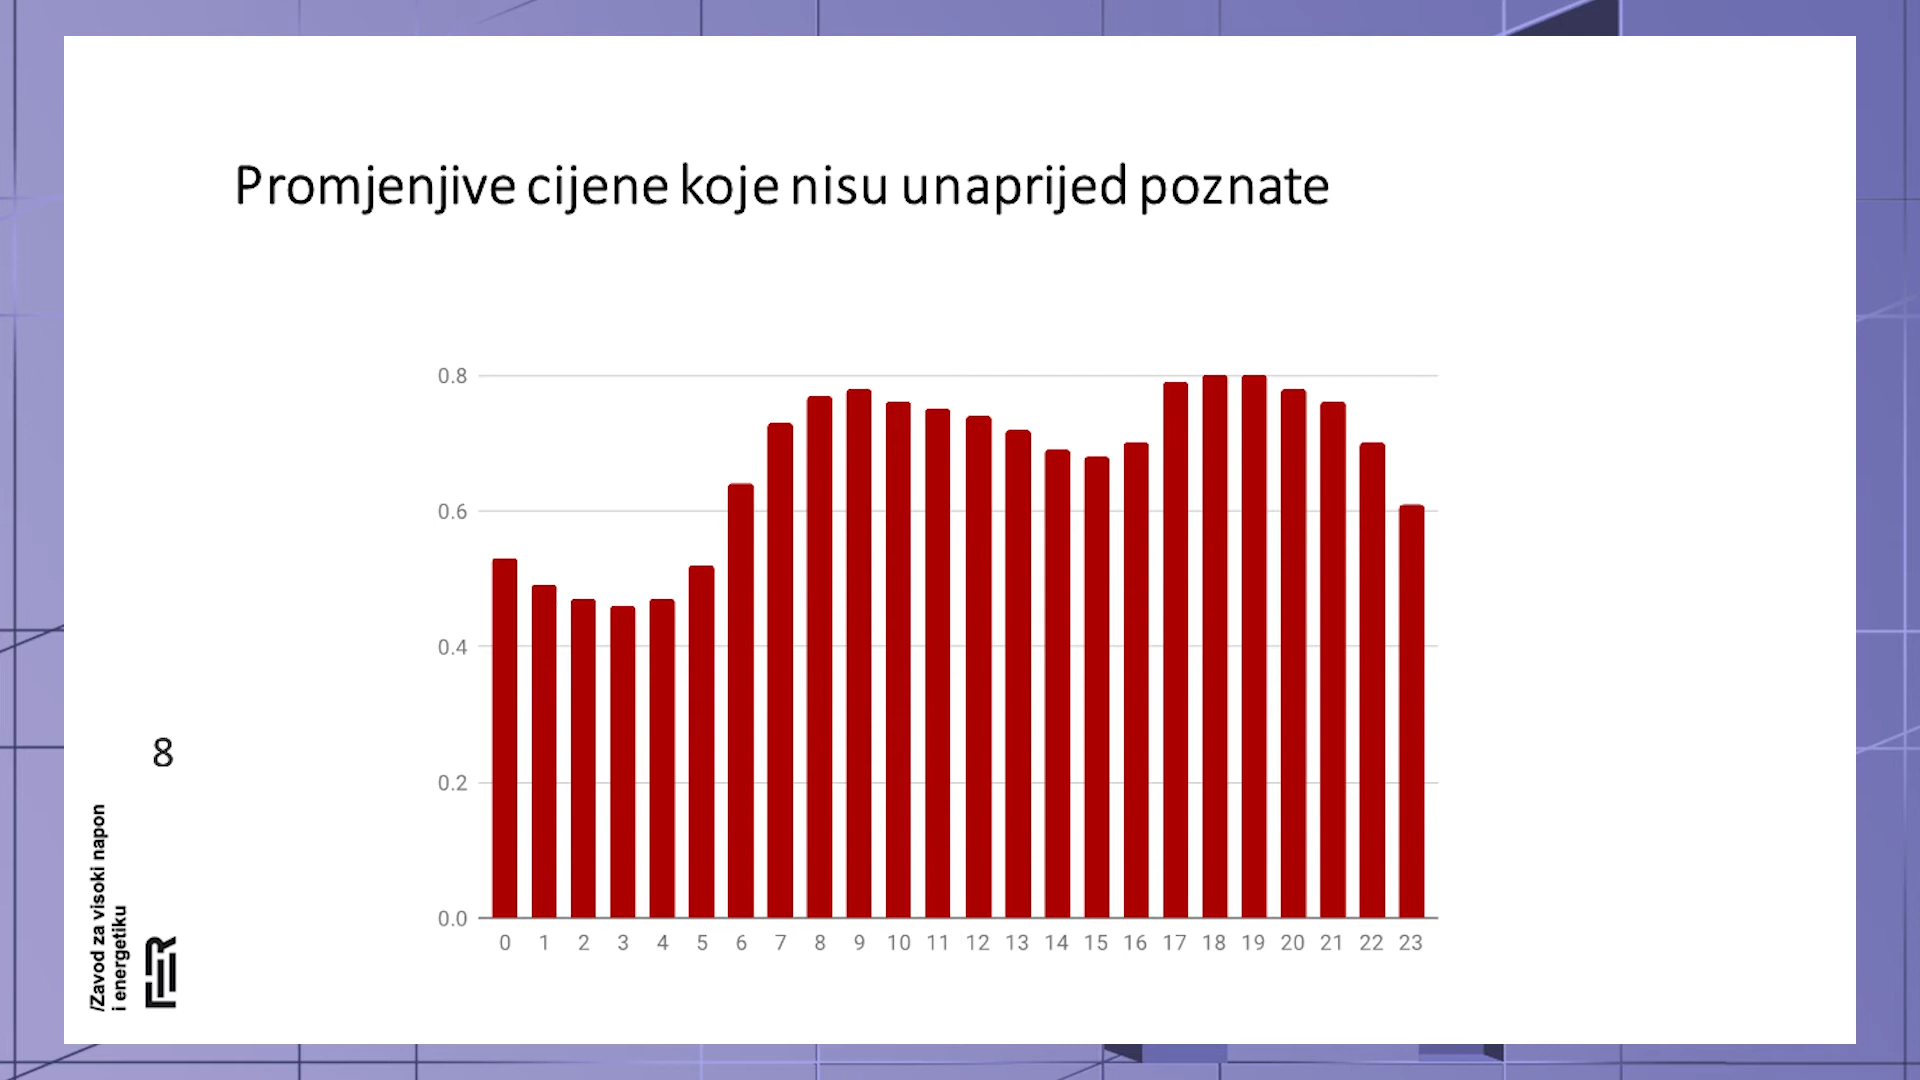 Promjenjive cijene koje nisu unaprijed poznate
0.8
0.6
0.4
0.2
0.0
0 1 2 3 4 5 6 7 8 9 10 11 12 13 14 15 16 17 18 19 20 21 22 23
8
/Zavod za visoki napon
i energetiku
FER